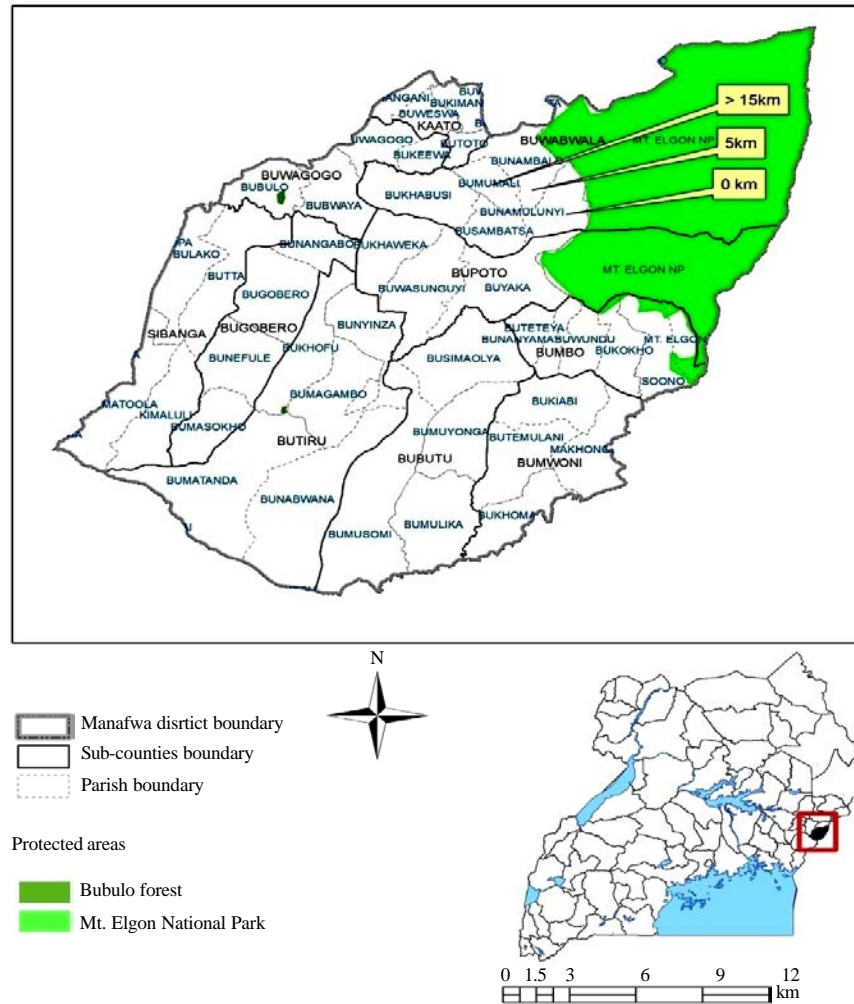 > 15km
5km
0 km
BUKIMAN
BUWESWA
KAATO
BUKEEWA
BUWABWALA
MT. ELGON NP
BUMUMALI
BUWAGOGO
BUBULO
BUBWAYA
BUKHABUSI
BUNAMULUNYI
BUSAMBATSA
BUNANGABO
BUKHAWEKA
BULAKO
BUTTA
BUPOTO
BUWASUNGUYI
BUYAKA
MT. ELGON NP
BUGOBERO
SIBANGA
BUGOBERO
BUNYINZA
BUTETEYA
BUNANYAMA
BUWUNDU
MT. ELGON
BUMBO
BUKOKHO
BUNEFULE
BUKHOFU
BUSIMAOLYA
SOONO
BUMAGAMBO
BUKIABI
MATOOLA
KIMALULI
BUMASOKHO
BUTIRU
BUMUYONGA
BUTEMULANI
MAKHONG
BUBUTU
BUMWONI
BUMATANDA
BUNABWANA
BUKHOMA
BUMUSOMI
BUMULIKA
N
Manafwa disrtict boundary
Sub-counties boundary
Parish boundary
Protected areas
Bubulo forest
Mt. Elgon National Park
0 1.5 3 6 9 12
km